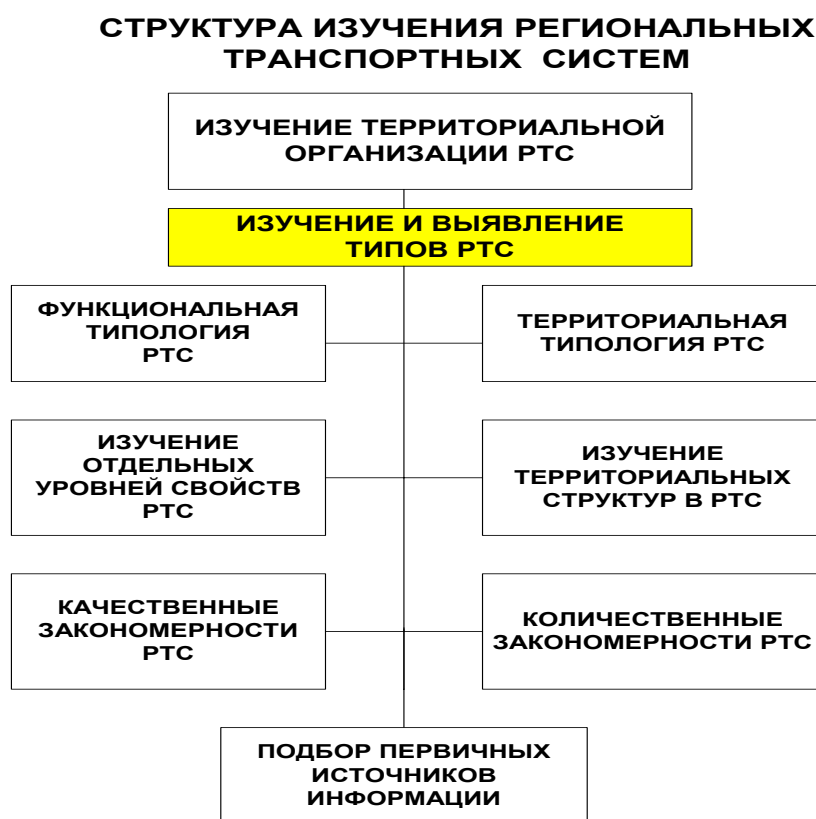 СТРУКТУРА ИЗУЧЕНИЯ РЕГИОНАЛЬНЫХ
ТРАНСПОРТНЫХ СИСТЕМ
ИЗУЧЕНИЕ ТЕРРИТОРИАЛЬНОЙ
ОРГАНИЗАЦИИ РТС
ИЗУЧЕНИЕ И ВЫЯВЛЕНИЕ
ТИПОВ РТС
ФУНКЦИОНАЛЬНАЯ
ТИПОЛОГИЯ
РТС
ТЕРРИТОРИАЛЬНАЯ
ТИПОЛОГИЯ РТС
ИЗУЧЕНИЕ
ОТДЕЛЬНЫХ
УРОВНЕЙ СВОЙСТВ
РТС
ИЗУЧЕНИЕ
ТЕРРИТОРИАЛЬНЫХ
СТРУКТУР В РТС
КАЧЕСТВЕННЫЕ
ЗАКОНОМЕРНОСТИ
РТС
КОЛИЧЕСТВЕННЫЕ
ЗАКОНОМЕРНОСТИ РТС
ПОДБОР ПЕРВИЧНЫХ
ИСТОЧНИКОВ
ИНФОРМАЦИИ